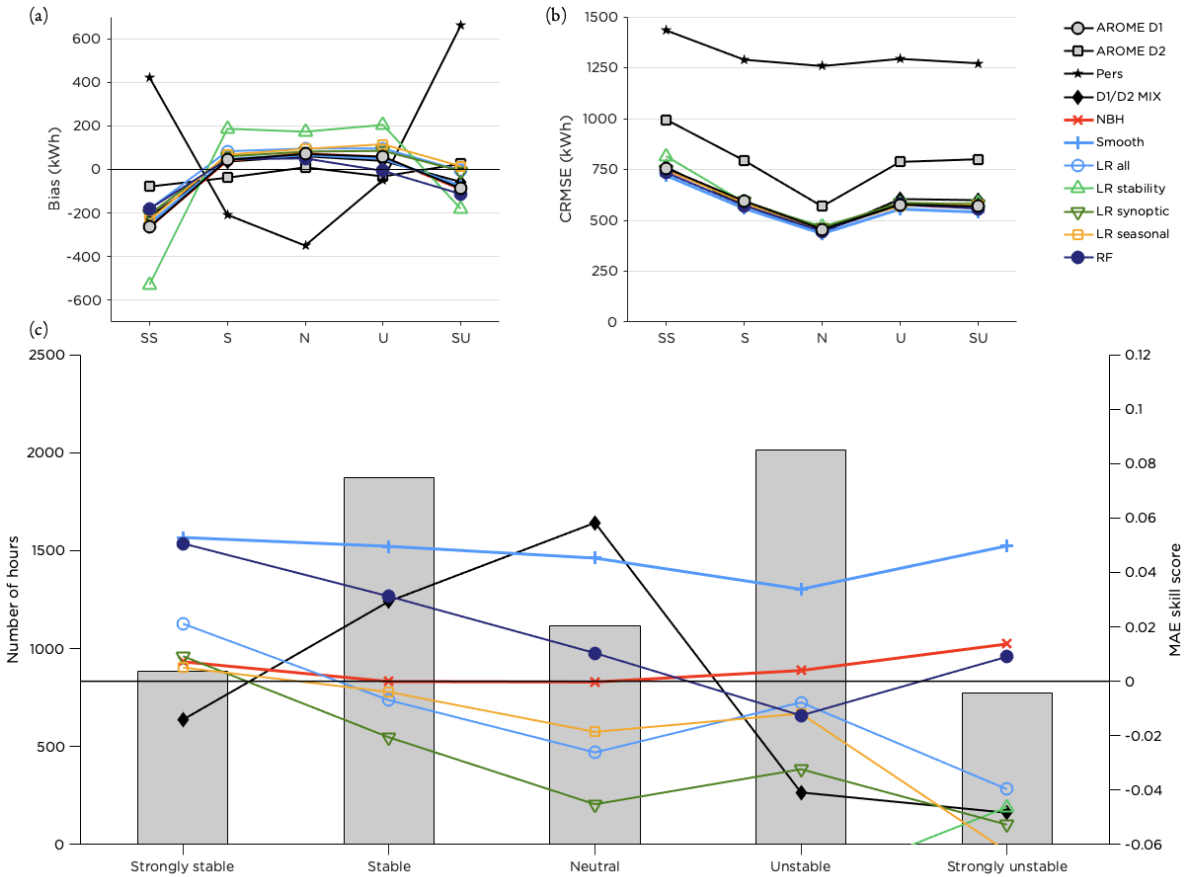 (a)
600
400
200
0
-200
-400
-600
Bias (kWh)
SS S N U SU
(b)
1500
1250
1000
750
500
250
0
CRMSE (kWh)
SS S N U SU
AROME D1
AROME D2
Pers
D1/D2 MIX
NBH
Smooth
LR all
LR stability
LR synoptic
LR seasonal
RF
(c)
2500
2000
1500
1000
500
0
Number of hours
0.12
0.1
0.08
0.06
0.04
0.02
0
-0.02
-0.04
-0.06
MAE skill score
Strongly stable Stable Neutral Unstable Strongly unstable